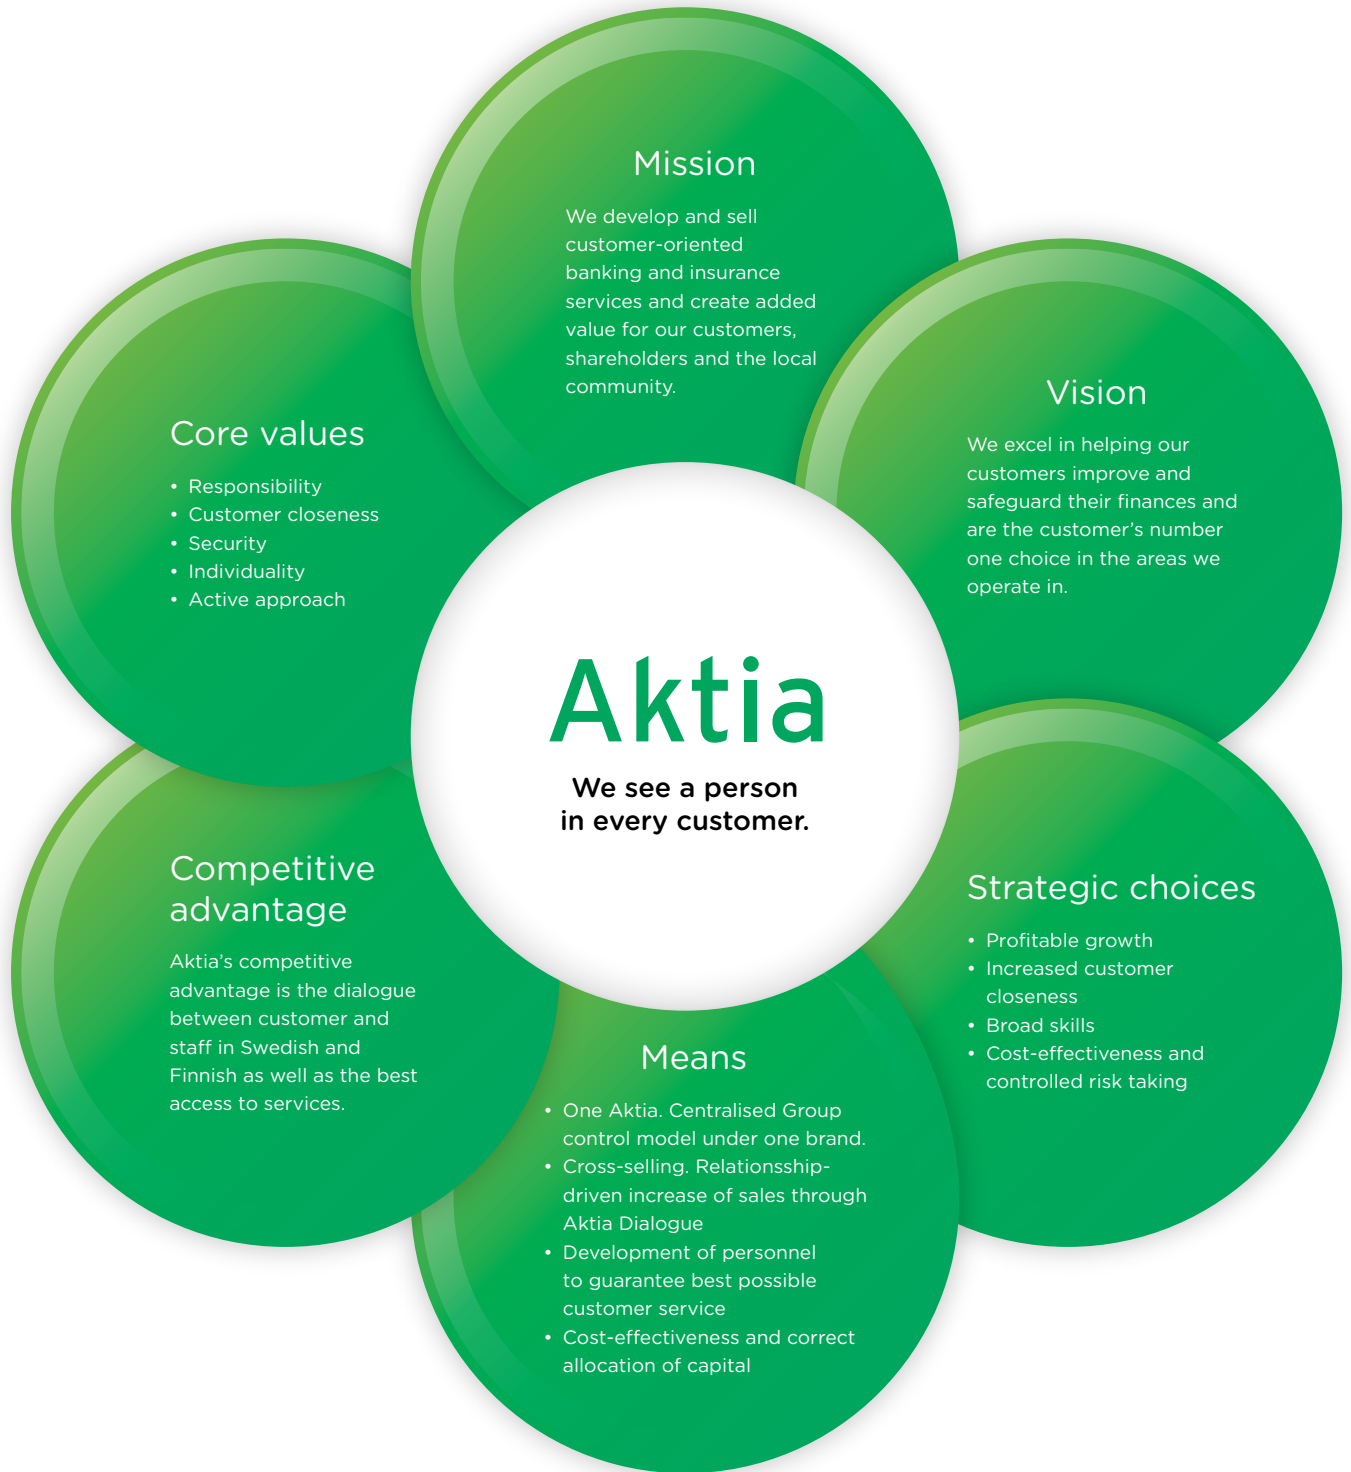 Mission
We develop and sell
customer-oriented
banking and insurance
services and create added
value for our customers,
shareholders and the local
community.
Vision
We excel in helping our
customers improve and
safeguard their finances and
are the customer’s number
one choice in the areas we
operate in.
Strategic choices
• Profitable growth
• Increased customer
closeness
• Broad skills
• Cost-effectiveness and
controlled risk taking
Means
• One Aktia. Centralised Group
control model under one brand.
• Cross-selling. Relationsship-
driven increase of sales through
Aktia Dialogue
• Development of personnel
to guarantee best possible
customer service
• Cost-effectiveness and correct
allocation of capital
Competitive
advantage
Aktia’s competitive
advantage is the dialogue
between customer and
staff in Swedish and
Finnish as well as the best
access to services.
Core values
• Responsibility
• Customer closeness
• Security
• Individuality
• Active approach
Aktia
We see a person
in every customer.